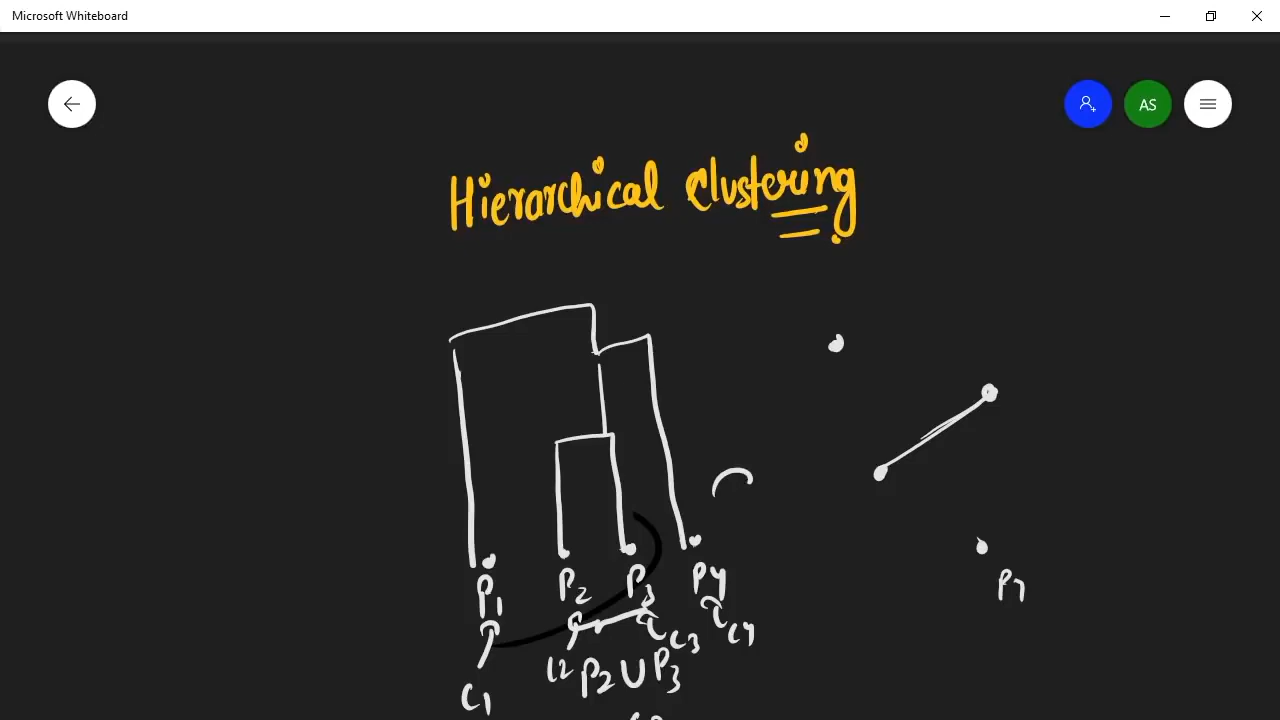 Microsoft Whiteboard
AS
Hierarchical Clustering
P1 P2 P3 P4
P7
C1 C2 C3 C4
P2 U P3